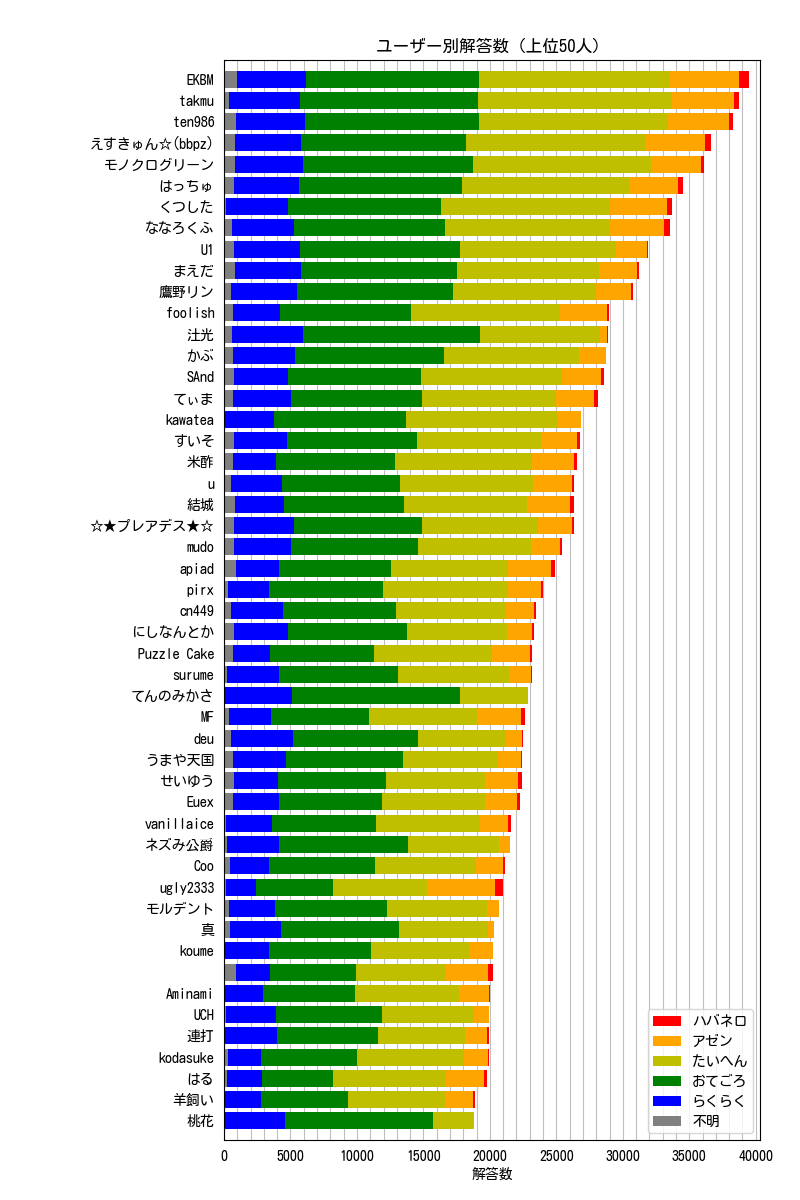 ユーザー別解答数 (上位50人)
EKBM
takmu
ten986
えすきゅん☆(bbpz)
モノクログリーン
はっちゅ
くつした
ななろくふ
U1
まえだ
鷹野リン
foolish
汢光
かぶ
SAnd
てぃま
kawatea
すいそ
米酢
u
結城
☆★プレアデス★☆
mudo
apiad
pirx
cn449
にしなんとか
Puzzle Cake
surume
てんのみかさ
MF
deu
うまや天国
せいゆう
Euex
vanillaice
ネズみ公爵
Coo
ugly2333
モルデント
真
koume
Aminami
UCH
連打
kodasuke
はる
羊飼い
桃花
ハバネロ
アゼン
たいへん
おてごろ
らくらく
不明
0 5000 10000 15000 20000 25000 30000 35000 40000
解答数